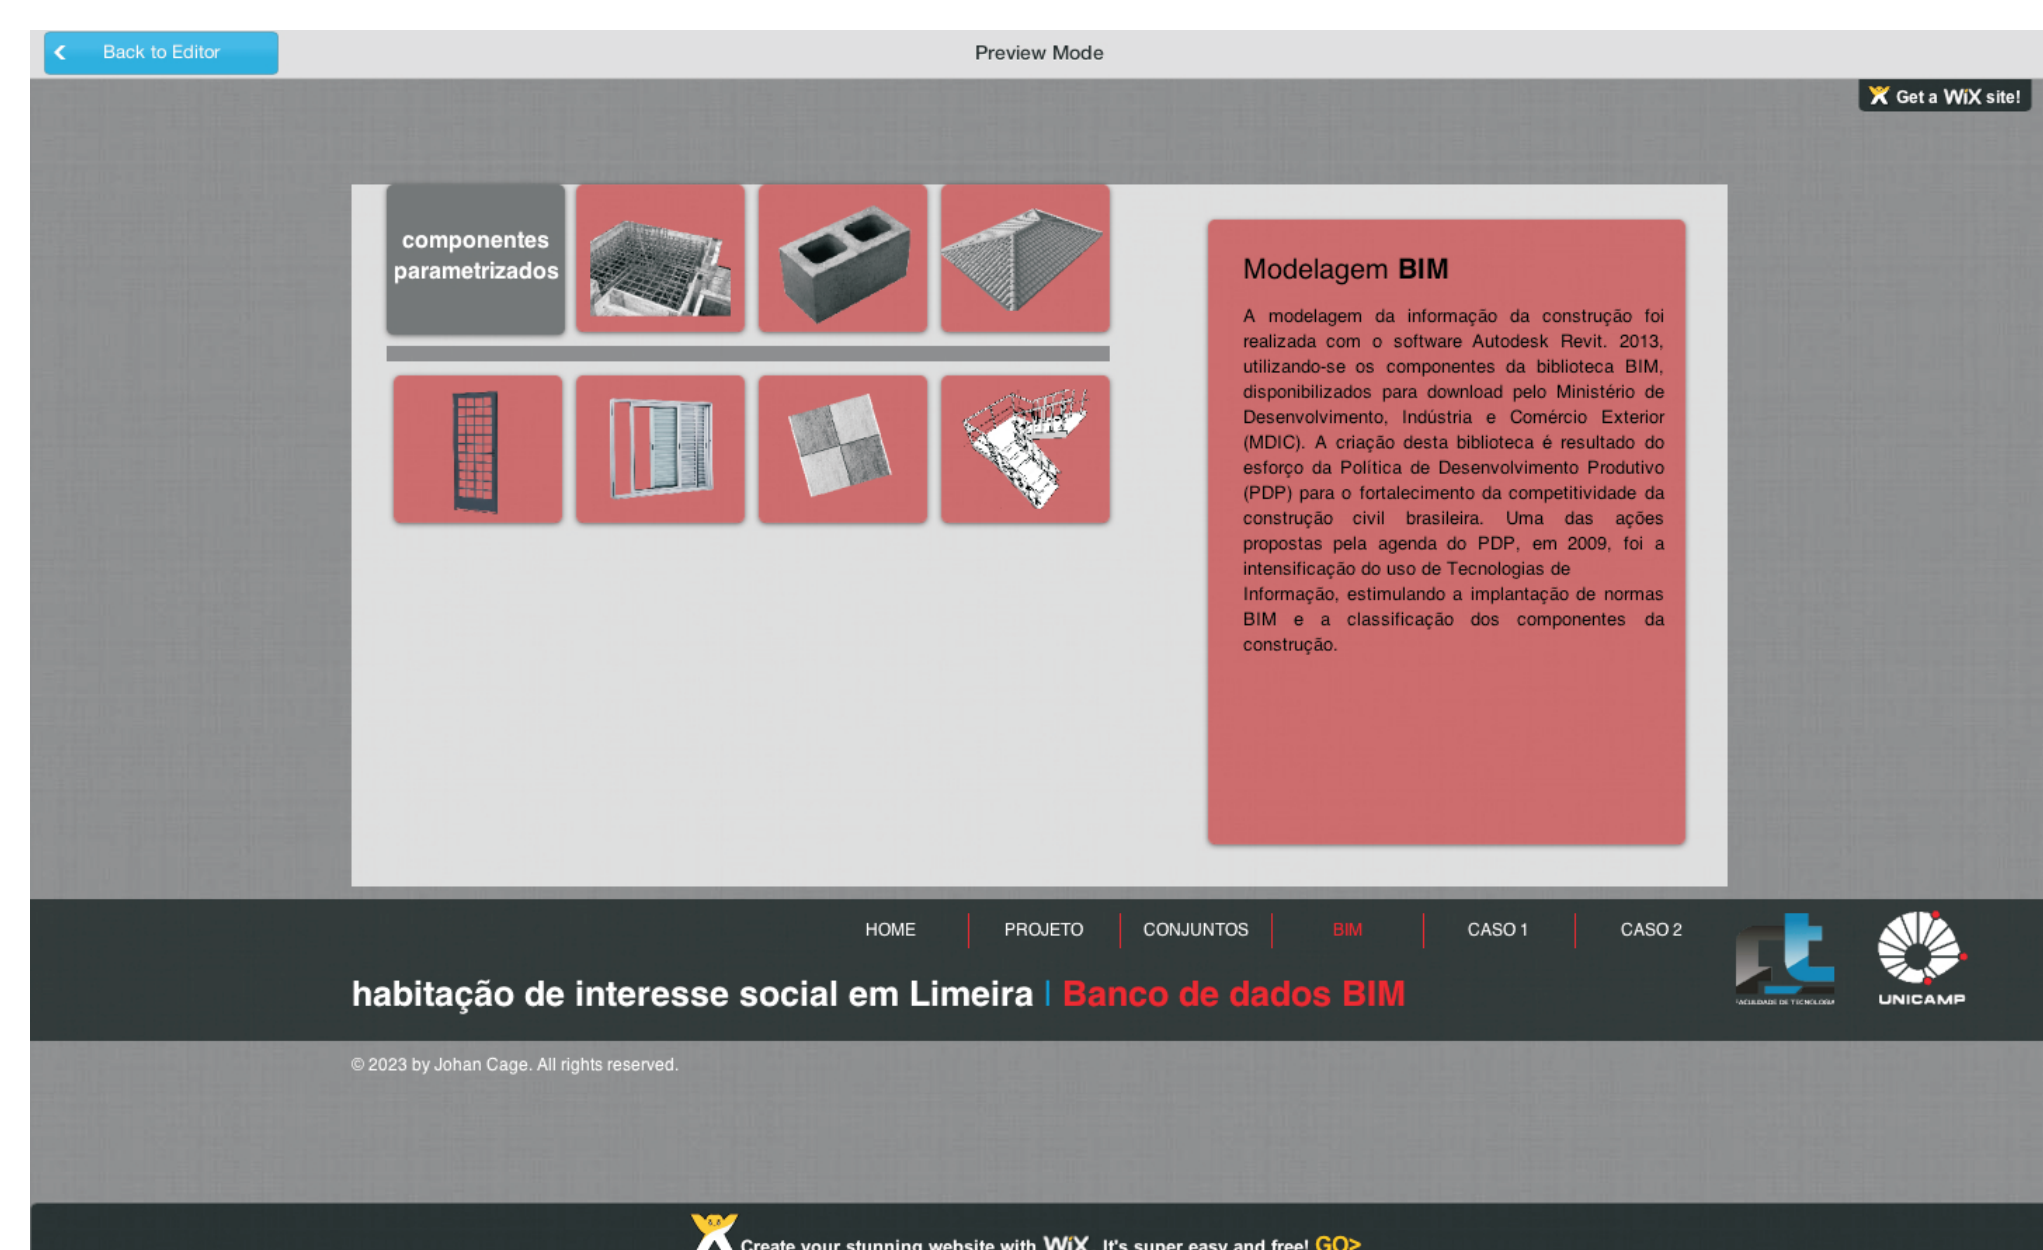 Back to Editor
Preview Mode
Get a WiX site!
componentes
parametrizados
Modelagem BIM
A modelagem da informação da construção foi
realizada com o software Autodesk Revit. 2013,
utilizando-se os componentes da biblioteca BIM,
disponibilizados para download pelo Ministério de
Desenvolvimento, Indústria e Comércio Exterior
(MDIC). A criação desta biblioteca é resultado do
esforço da Política de Desenvolvimento Produtivo
(PDP) para o fortalecimento da competitividade da
construção civil brasileira. Uma das ações
propostas pela agenda do PDP, em 2009, foi a
intensificação do uso de Tecnologias de
Informação, estimulando a implantação de normas
BIM e a classificação dos componentes da
construção.
HOME PROJETO CONJUNTOS BIM CASO 1 CASO 2
habitação de interesse social em Limeira | Banco de dados BIM
FACULDADE DE TECNOLOGIA
UNICAMP
© 2023 by Johan Cage. All rights reserved.
Create your stunning website with WiX. It's super easy and free! GO>